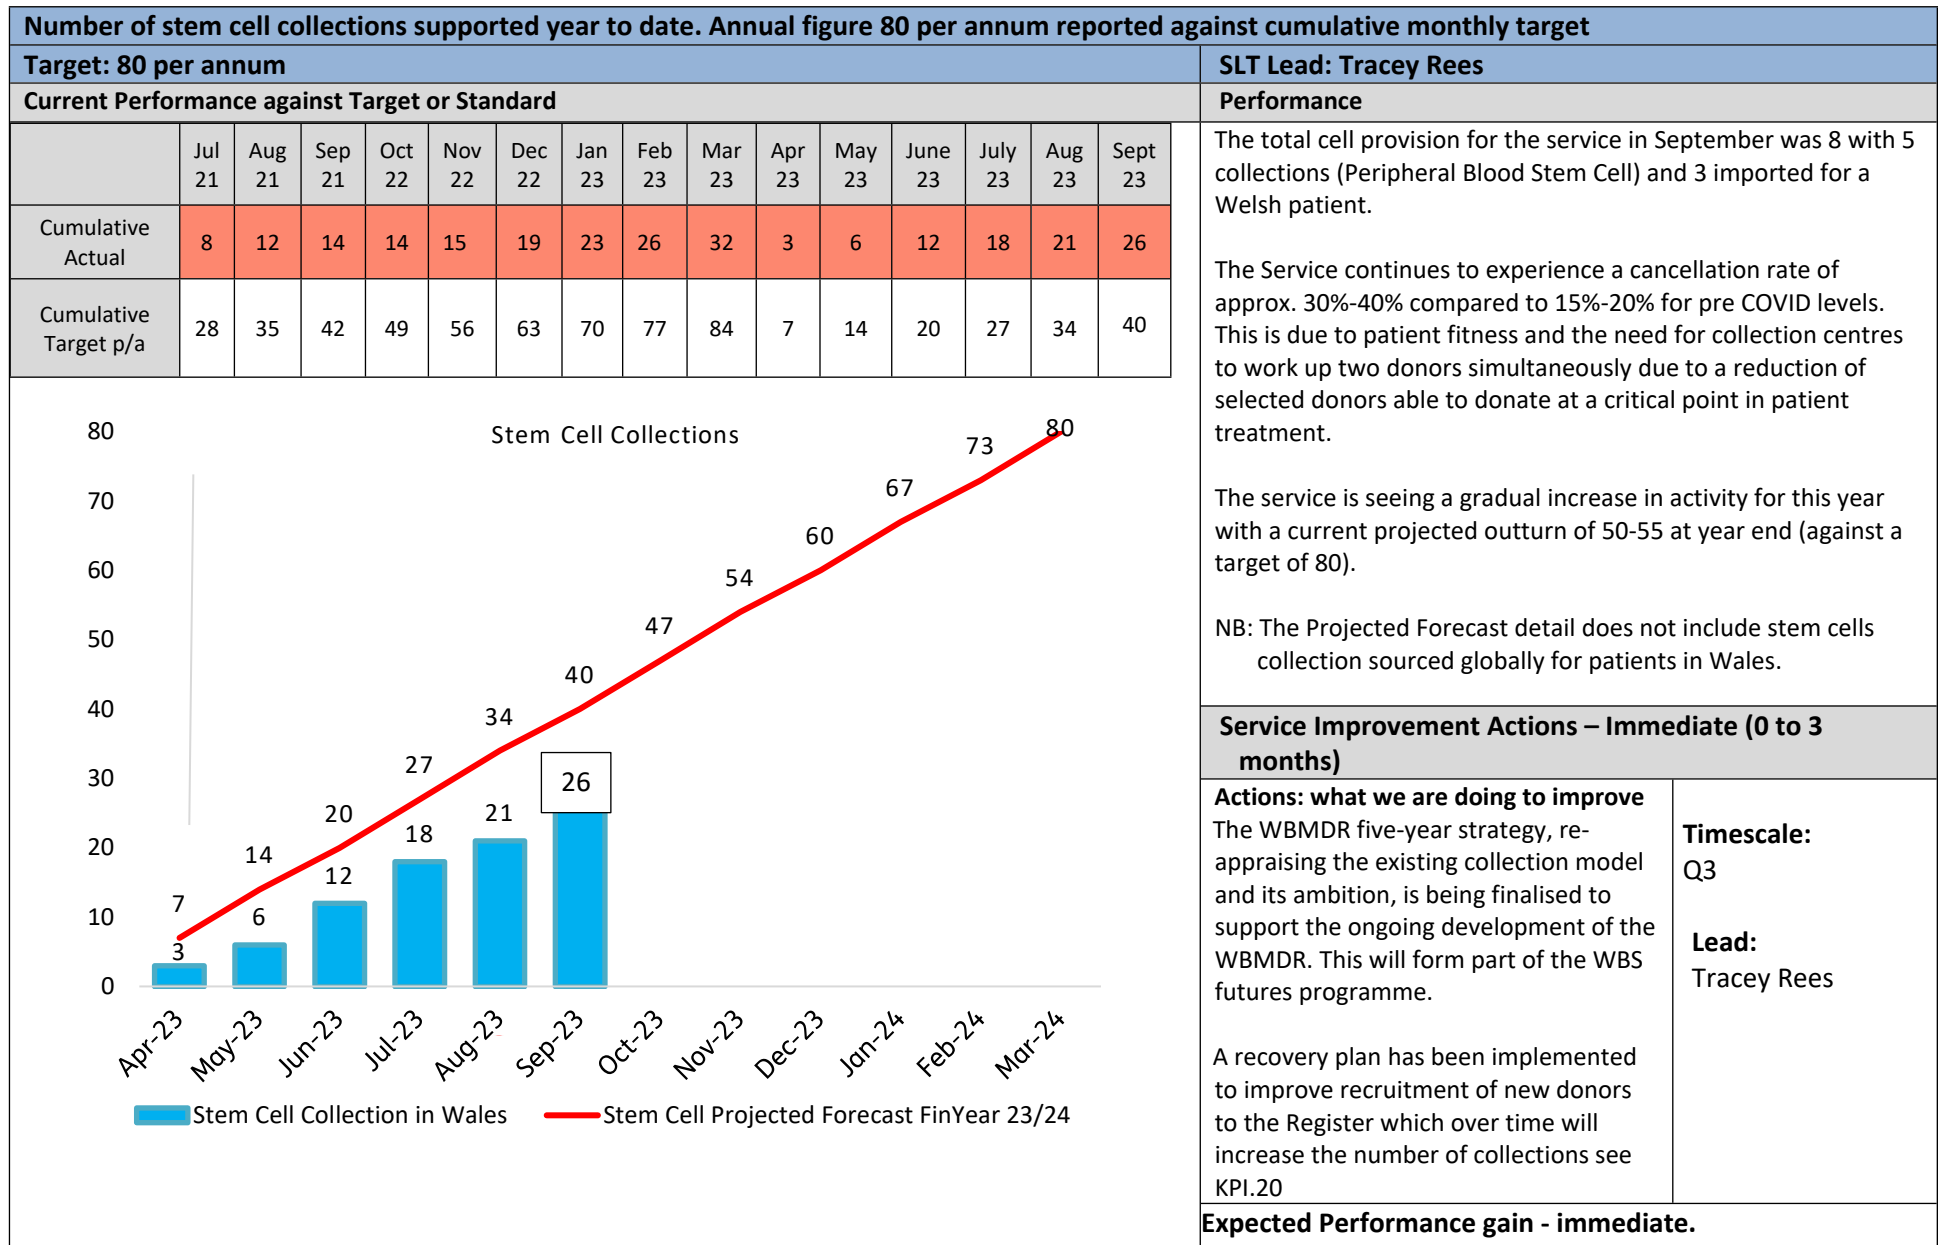 Number of stem cell collections supported year to date. Annual figure 80 per annum reported against cumulative monthly target
Target: 80 per annum
SLT Lead: Tracey Rees
Current Performance against Target or Standard
Performance
Jul 21 Aug 21 Sep 21 Oct 22 Nov 22 Dec 22 Jan 23 Feb 23 Mar 23 Apr 23 May 23 June 23 July 23 Aug 23 Sept 23
Cumulative Actual 8 12 14 14 15 19 23 26 32 3 6 12 18 21 26
Cumulative Target p/a 28 35 42 49 56 63 70 77 84 7 14 20 27 34 40
Stem Cell Collections
80
70
60
50
40
30
20
10
0
7 14 20 27 34 40 47 54 60 67 73 80
3 6 12 18 21 26
Apr-23 May-23 Jun-23 Jul-23 Aug-23 Sep-23 Oct-23 Nov-23 Dec-23 Jan-24 Feb-24 Mar-24
Stem Cell Collection in Wales
Stem Cell Projected Forecast FinYear 23/24
The total cell provision for the service in September was 8 with 5
collections (Peripheral Blood Stem Cell) and 3 imported for a
Welsh patient.
The Service continues to experience a cancellation rate of
approx. 30%-40% compared to 15%-20% for pre COVID levels.
This is due to patient fitness and the need for collection centres
to work up two donors simultaneously due to a reduction of
selected donors able to donate at a critical point in patient
treatment.
The service is seeing a gradual increase in activity for this year
with a current projected outturn of 50-55 at year end (against a
target of 80).
NB: The Projected Forecast detail does not include stem cells
collection sourced globally for patients in Wales.
Service Improvement Actions – Immediate (0 to 3
months)
Actions: what we are doing to improve
The WBMDR five-year strategy, re-
appraising the existing collection model
and its ambition, is being finalised to
support the ongoing development of the
WBMDR. This will form part of the WBS
futures programme.
A recovery plan has been implemented
to improve recruitment of new donors
to the Register which over time will
increase the number of collections see
KPI.20
Timescale:
Q3
Lead:
Tracey Rees
Expected Performance gain - immediate.